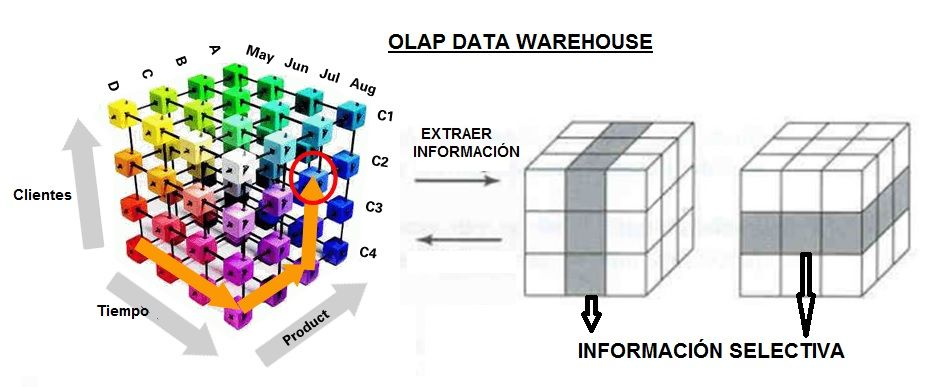 OLAP DATA WAREHOUSE
D
C
B
A
May
Jun
Jul
Aug
C1
C2
C3
C4
Clientes
Tiempo
Product
EXTRAER
INFORMACIÓN
INFORMACIÓN SELECTIVA